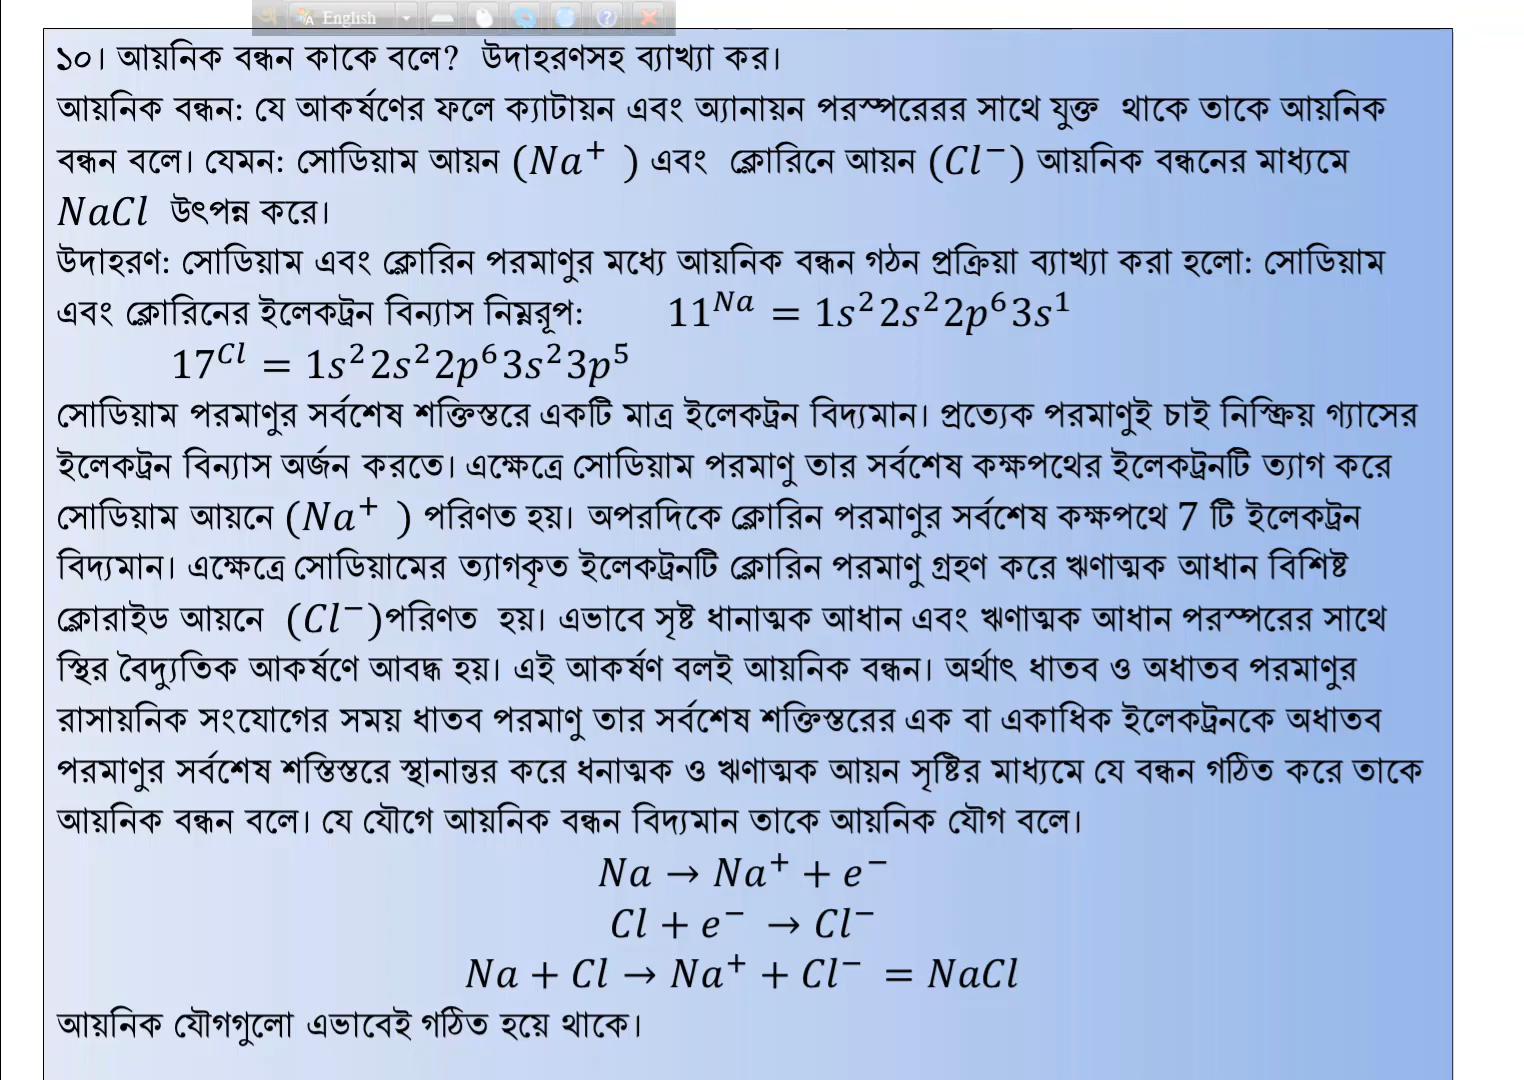 English
১০। আয়নিক বন্ধন কাকে বলে? উদাহরণসহ ব্যাখ্যা কর।
আয়নিক বন্ধন: যে আকর্ষণের ফলে ক্যাটায়ন এবং অ্যানায়ন পরস্পরেরর সাথে যুক্ত থাকে তাকে আয়নিক
বন্ধন বলে। যেমন: সোডিয়াম আয়ন (Na⁺ ) এবং ক্লোরিনে আয়ন (Cl⁻) আয়নিক বন্ধনের মাধ্যমে
NaCl উৎপন্ন করে।
উদাহরণ: সোডিয়াম এবং ক্লোরিন পরমাণুর মধ্যে আয়নিক বন্ধন গঠন প্রক্রিয়া ব্যাখ্যা করা হলো: সোডিয়াম
এবং ক্লোরিনের ইলেকট্রন বিন্যাস নিম্নরূপ: 11^Na = 1s²2s²2p⁶3s¹
17^Cl = 1s²2s²2p⁶3s²3p⁵
সোডিয়াম পরমাণুর সর্বশেষ শক্তিস্তরে একটি মাত্র ইলেকট্রন বিদ্যমান। প্রত্যেক পরমাণুই চাই নিস্ক্রিয় গ্যাসের
ইলেকট্রন বিন্যাস অর্জন করতে। এক্ষেত্রে সোডিয়াম পরমাণু তার সর্বশেষ কক্ষপথের ইলেকট্রনটি ত্যাগ করে
সোডিয়াম আয়নে (Na⁺ ) পরিণত হয়। অপরদিকে ক্লোরিন পরমাণুর সর্বশেষ কক্ষপথে 7 টি ইলেকট্রন
বিদ্যমান। এক্ষেত্রে সোডিয়ামের ত্যাগকৃত ইলেকট্রনটি ক্লোরিন পরমাণু গ্রহণ করে ঋণাত্মক আধান বিশিষ্ট
ক্লোরাইড আয়নে (Cl⁻)পরিণত হয়। এভাবে সৃষ্ট ধানাত্মক আধান এবং ঋণাত্মক আধান পরস্পরের সাথে
স্থির বৈদ্যুতিক আকর্ষণে আবদ্ধ হয়। এই আকর্ষণ বলই আয়নিক বন্ধন। অর্থাৎ ধাতব ও অধাতব পরমাণুর
রাসায়নিক সংযোগের সময় ধাতব পরমাণু তার সর্বশেষ শক্তিস্তরের এক বা একাধিক ইলেকট্রনকে অধাতব
পরমাণুর সর্বশেষ শস্তিস্তরে স্থানান্তর করে ধনাত্মক ও ঋণাত্মক আয়ন সৃষ্টির মাধ্যমে যে বন্ধন গঠিত করে তাকে
আয়নিক বন্ধন বলে। যে যৌগে আয়নিক বন্ধন বিদ্যমান তাকে আয়নিক যৌগ বলে।
Na → Na⁺ + e⁻
Cl + e⁻ → Cl⁻
Na + Cl → Na⁺ + Cl⁻ = NaCl
আয়নিক যৌগগুলো এভাবেই গঠিত হয়ে থাকে।